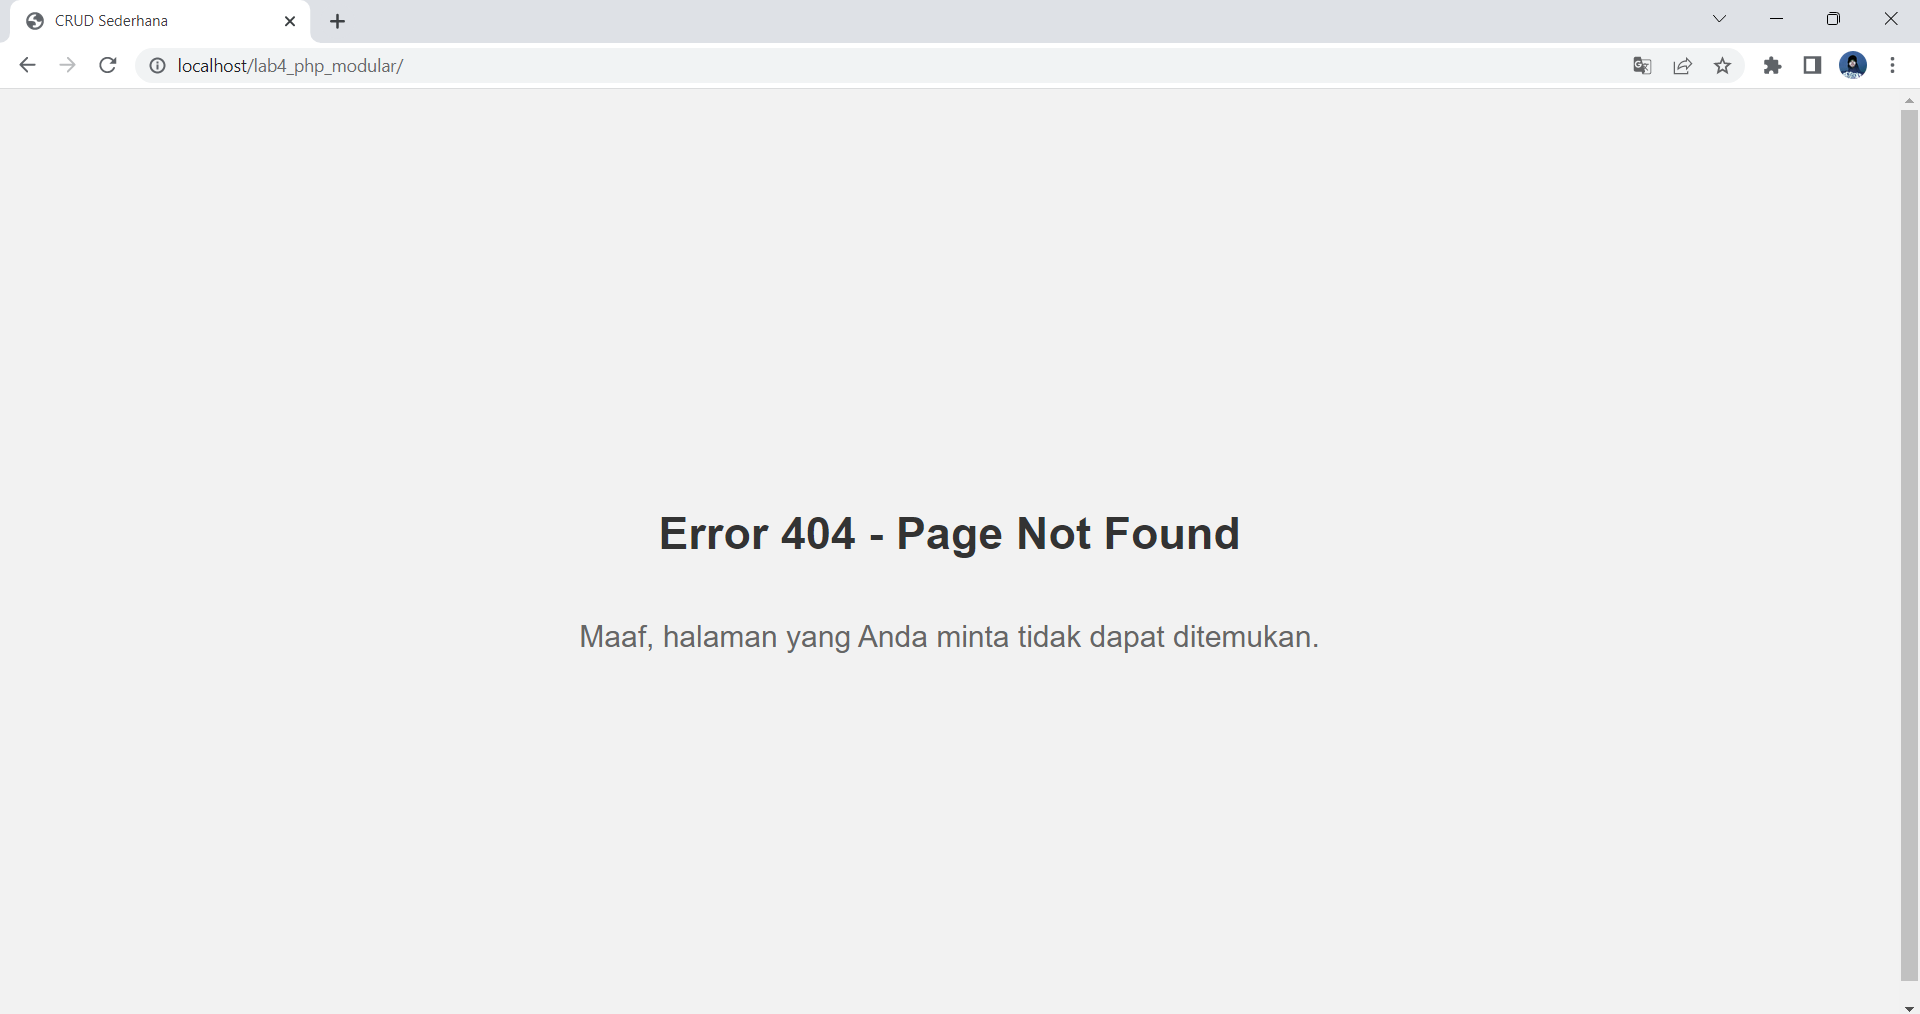 CRUD Sederhana
localhost/lab4_php_modular/
Error 404 - Page Not Found
Maaf, halaman yang Anda minta tidak dapat ditemukan.